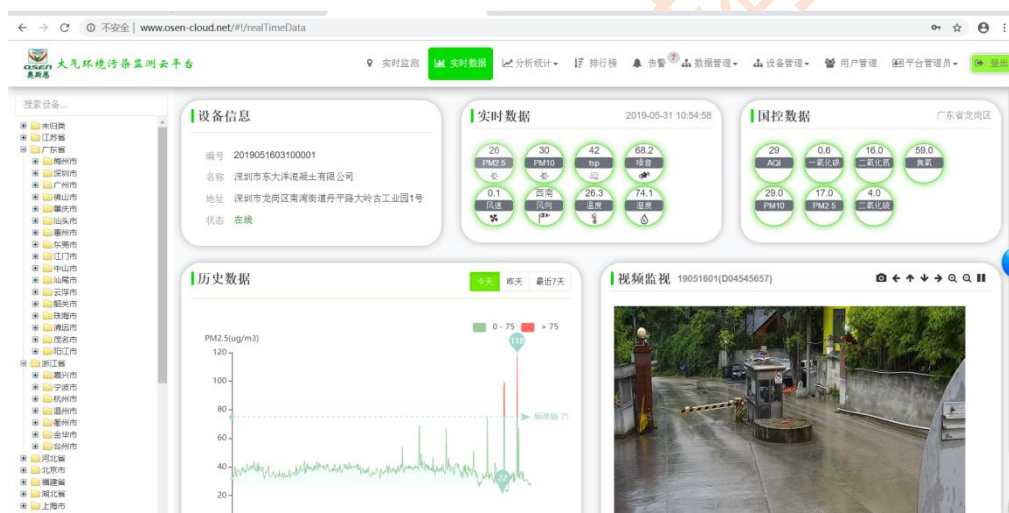 不安全 | www.osen-cloud.net/#!/realTimeData
OSEN
奥斯恩
大气环境污染监测云平台
实时监测
实时数据
分析统计
排行榜
告警
7
数据管理
设备管理
用户管理
平台管理员
登出
搜索设备...
未归类
江苏省
广东省
梅州市
深圳市
广州市
佛山市
肇庆市
汕头市
惠州市
东莞市
江门市
中山市
汕尾市
云浮市
韶关市
珠海市
清远市
茂名市
阳江市
浙江省
嘉兴市
宁波市
杭州市
温州市
衢州市
金华市
台州市
河北省
北京市
福建省
湖北省
上海市
设备信息
编号 2019051603100001
名称 深圳市东大洋混凝土有限公司
地址 深圳市龙岗区南湾街道丹平路大岭古工业园1号
状态 在线
实时数据 2019-05-31 10:54:58
26 30 42 68.2
PM2.5 PM10 tsp 噪音
0.1 西南 26.3 74.1
风速 风向 温度 湿度
国控数据 广东省龙岗区
29 0.6 16.0 59.0
AQI 一氧化碳 二氧化氮 臭氧
29.0 17.0 4.0
PM10 PM2.5 二氧化硫
历史数据 今天 昨天 最近7天
0 - 75 > 75
PM2.5(ug/m3)
118
120
100
80
标准值 75
60
40
22
20
视频监视 19051601(D04545657)